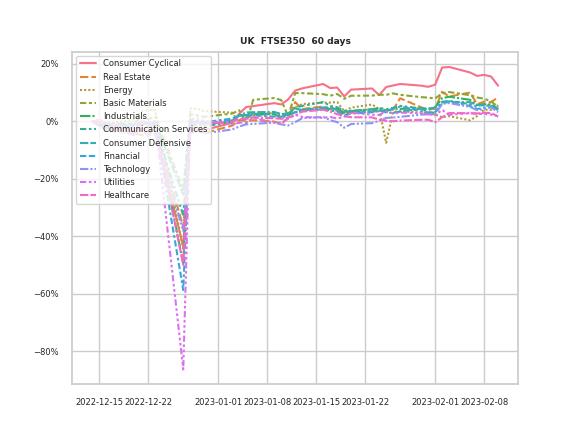 UK FTSE350 60 days
20%
0%
−20%
−40%
−60%
−80%
Consumer Cyclical
Real Estate
Energy
Basic Materials
Industrials
Communication Services
Consumer Defensive
Financial
Technology
Utilities
Healthcare
2022-12-15 2022-12-22 2023-01-01 2023-01-08 2023-01-15 2023-01-22 2023-02-01 2023-02-08